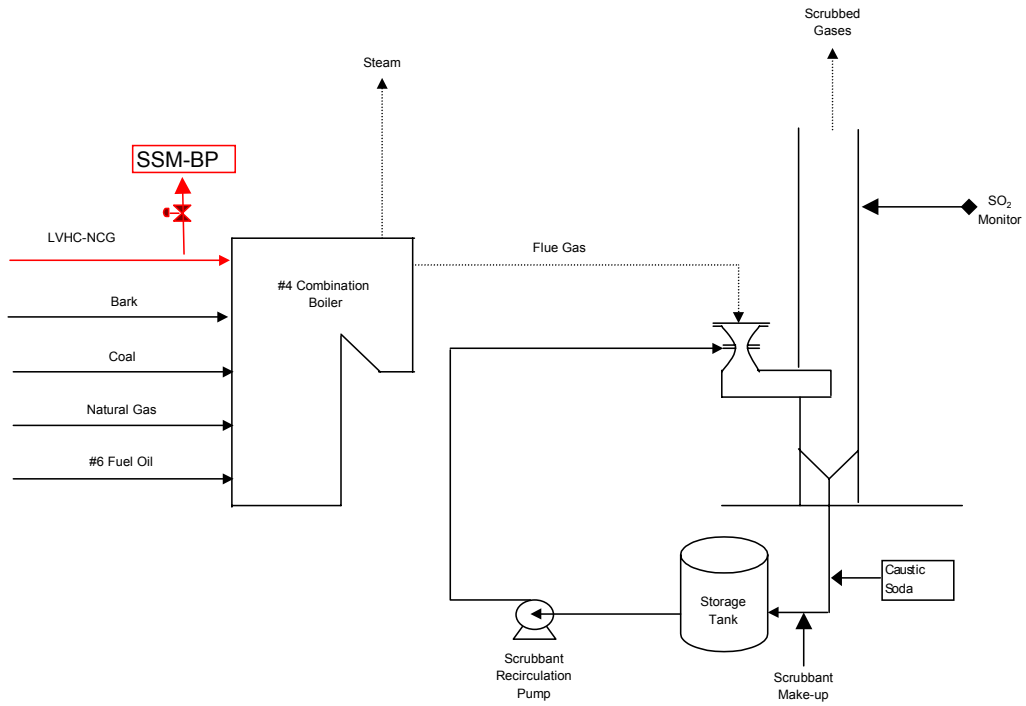 Scrubbed
Gases
Steam
SSM-BP
LVHC-NCG
SO2
Monitor
Flue Gas
#4 Combination
Boiler
Bark
Coal
Natural Gas
#6 Fuel Oil
Caustic
Soda
Storage
Tank
Scrubbant
Recirculation
Pump
Scrubbant
Make-up